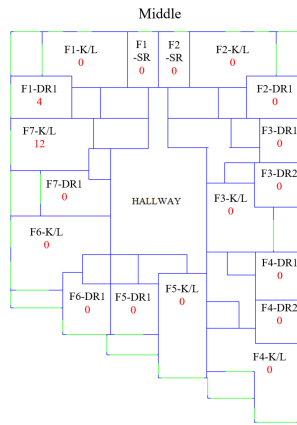 Middle
F1-K/L
0
F1
-SR
0
F2
-SR
0
F2-K/L
0
F1-DR1
4
F2-DR1
0
F7-K/L
12
F3-DR1
0
F3-DR2
0
F7-DR1
0
HALLWAY
F3-K/L
0
F6-K/L
0
F4-DR1
0
F6-DR1
0
F5-DR1
0
F5-K/L
0
F4-DR2
0
F4-K/L
0